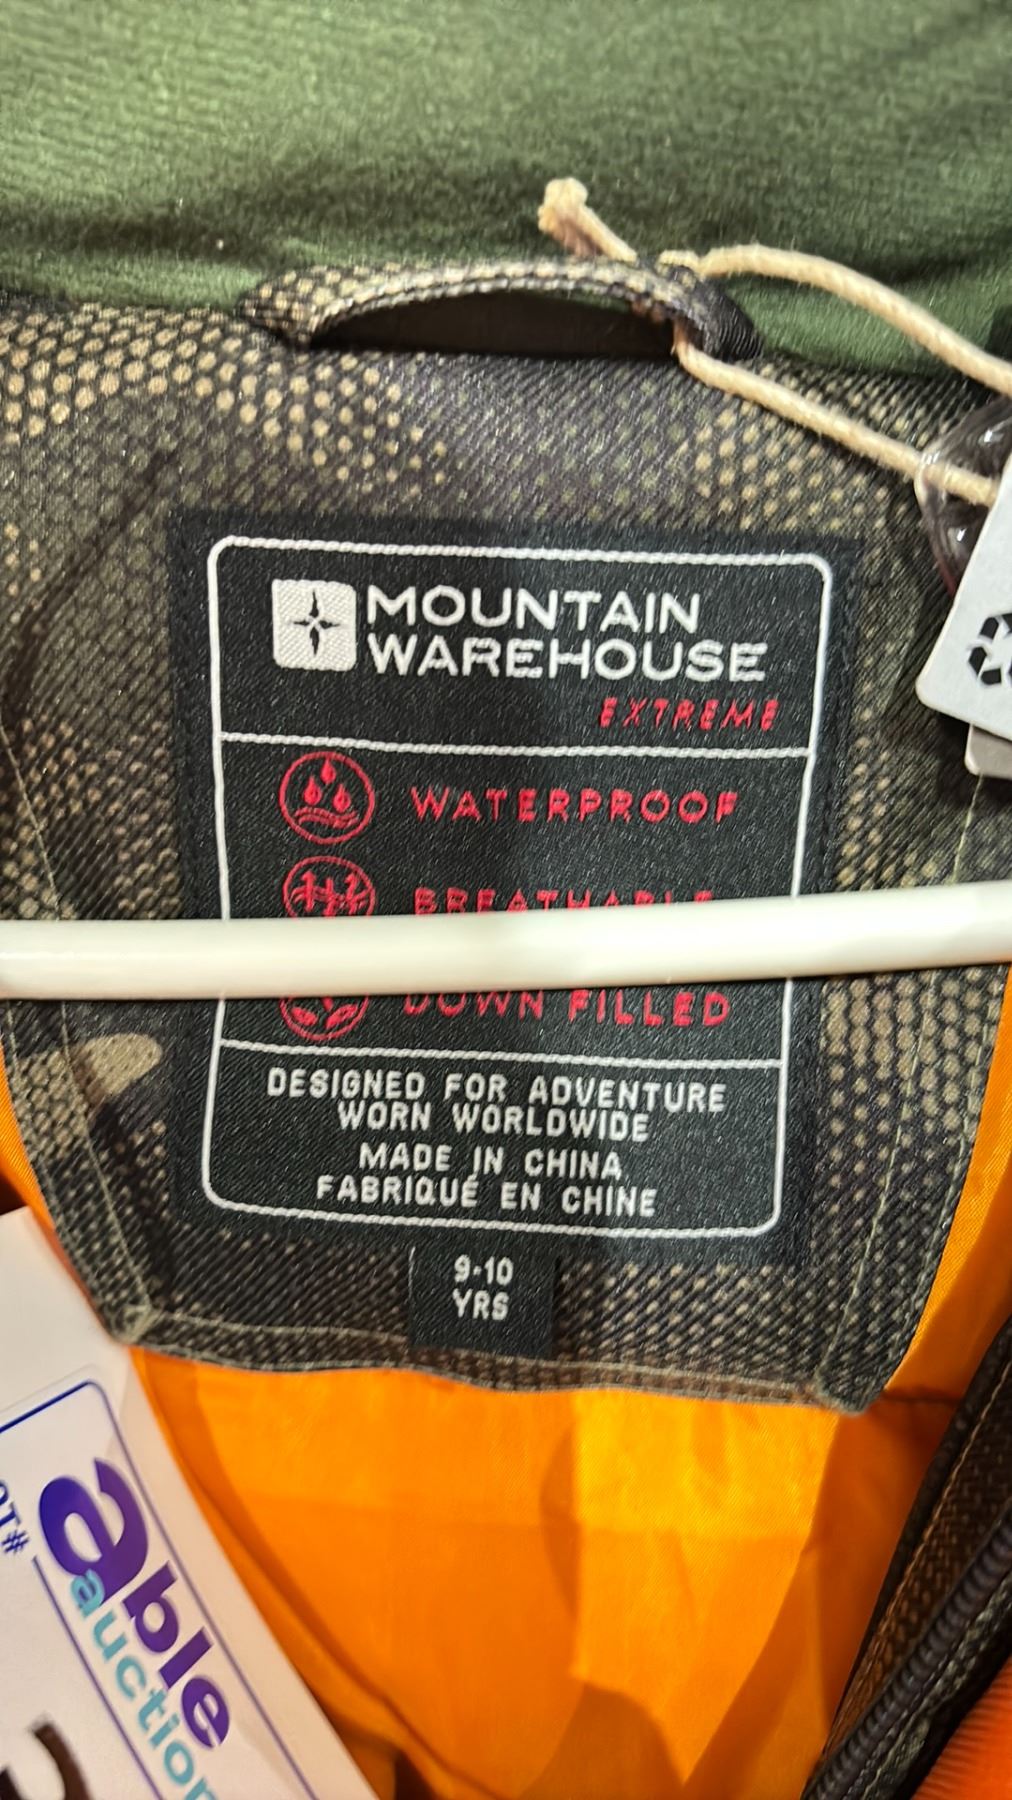 MOUNTAIN
WAREHOUSE
EXTREME
WATERPROOF
BREATHABLE
DOWN FILLED
DESIGNED FOR ADVENTURE
WORN WORLDWIDE
MADE IN CHINA
FABRIQUÉ EN CHINE
9-10
YRS
able
auction